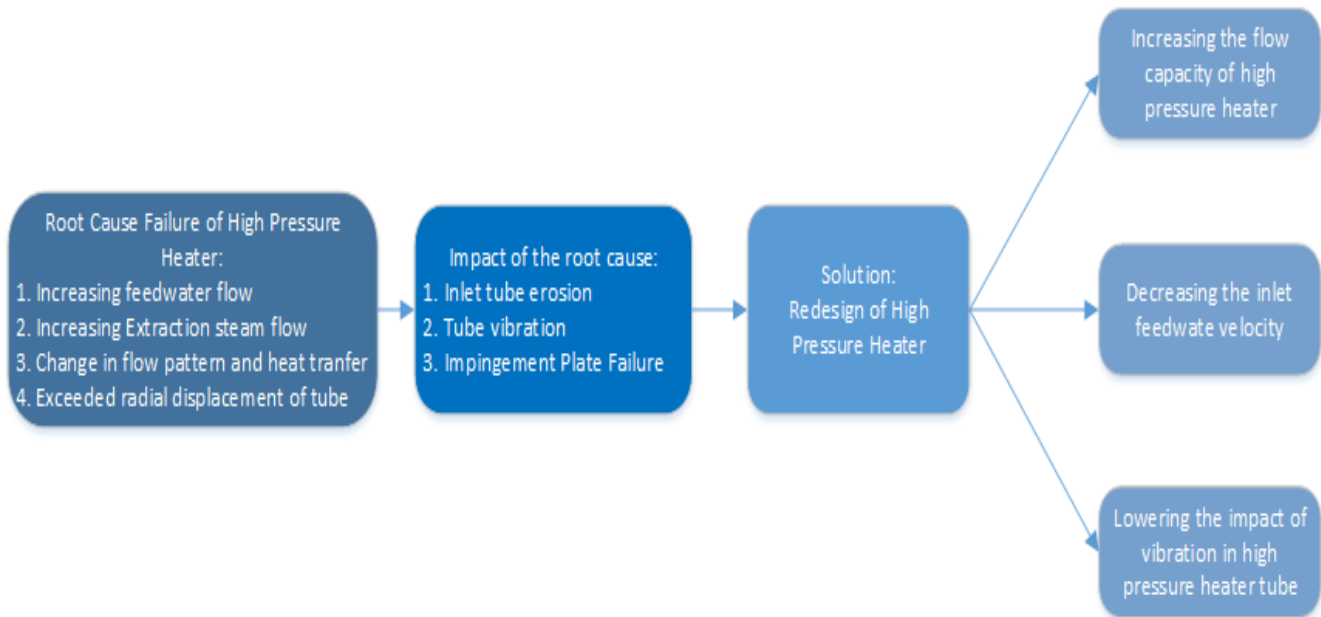 Root Cause Failure of High Pressure
Heater:
1. Increasing feedwater flow
2. Increasing Extraction steam flow
3. Change in flow pattern and heat tranfer
4. Exceeded radial displacement of tube
Impact of the root cause:
1. Inlet tube erosion
2. Tube vibration
3. Impingement Plate Failure
Solution:
Redesign of High
Pressure Heater
Increasing the flow
capacity of high
pressure heater
Decreasing the inlet
feedwate velocity
Lowering the impact of
vibration in high
pressure heater tube